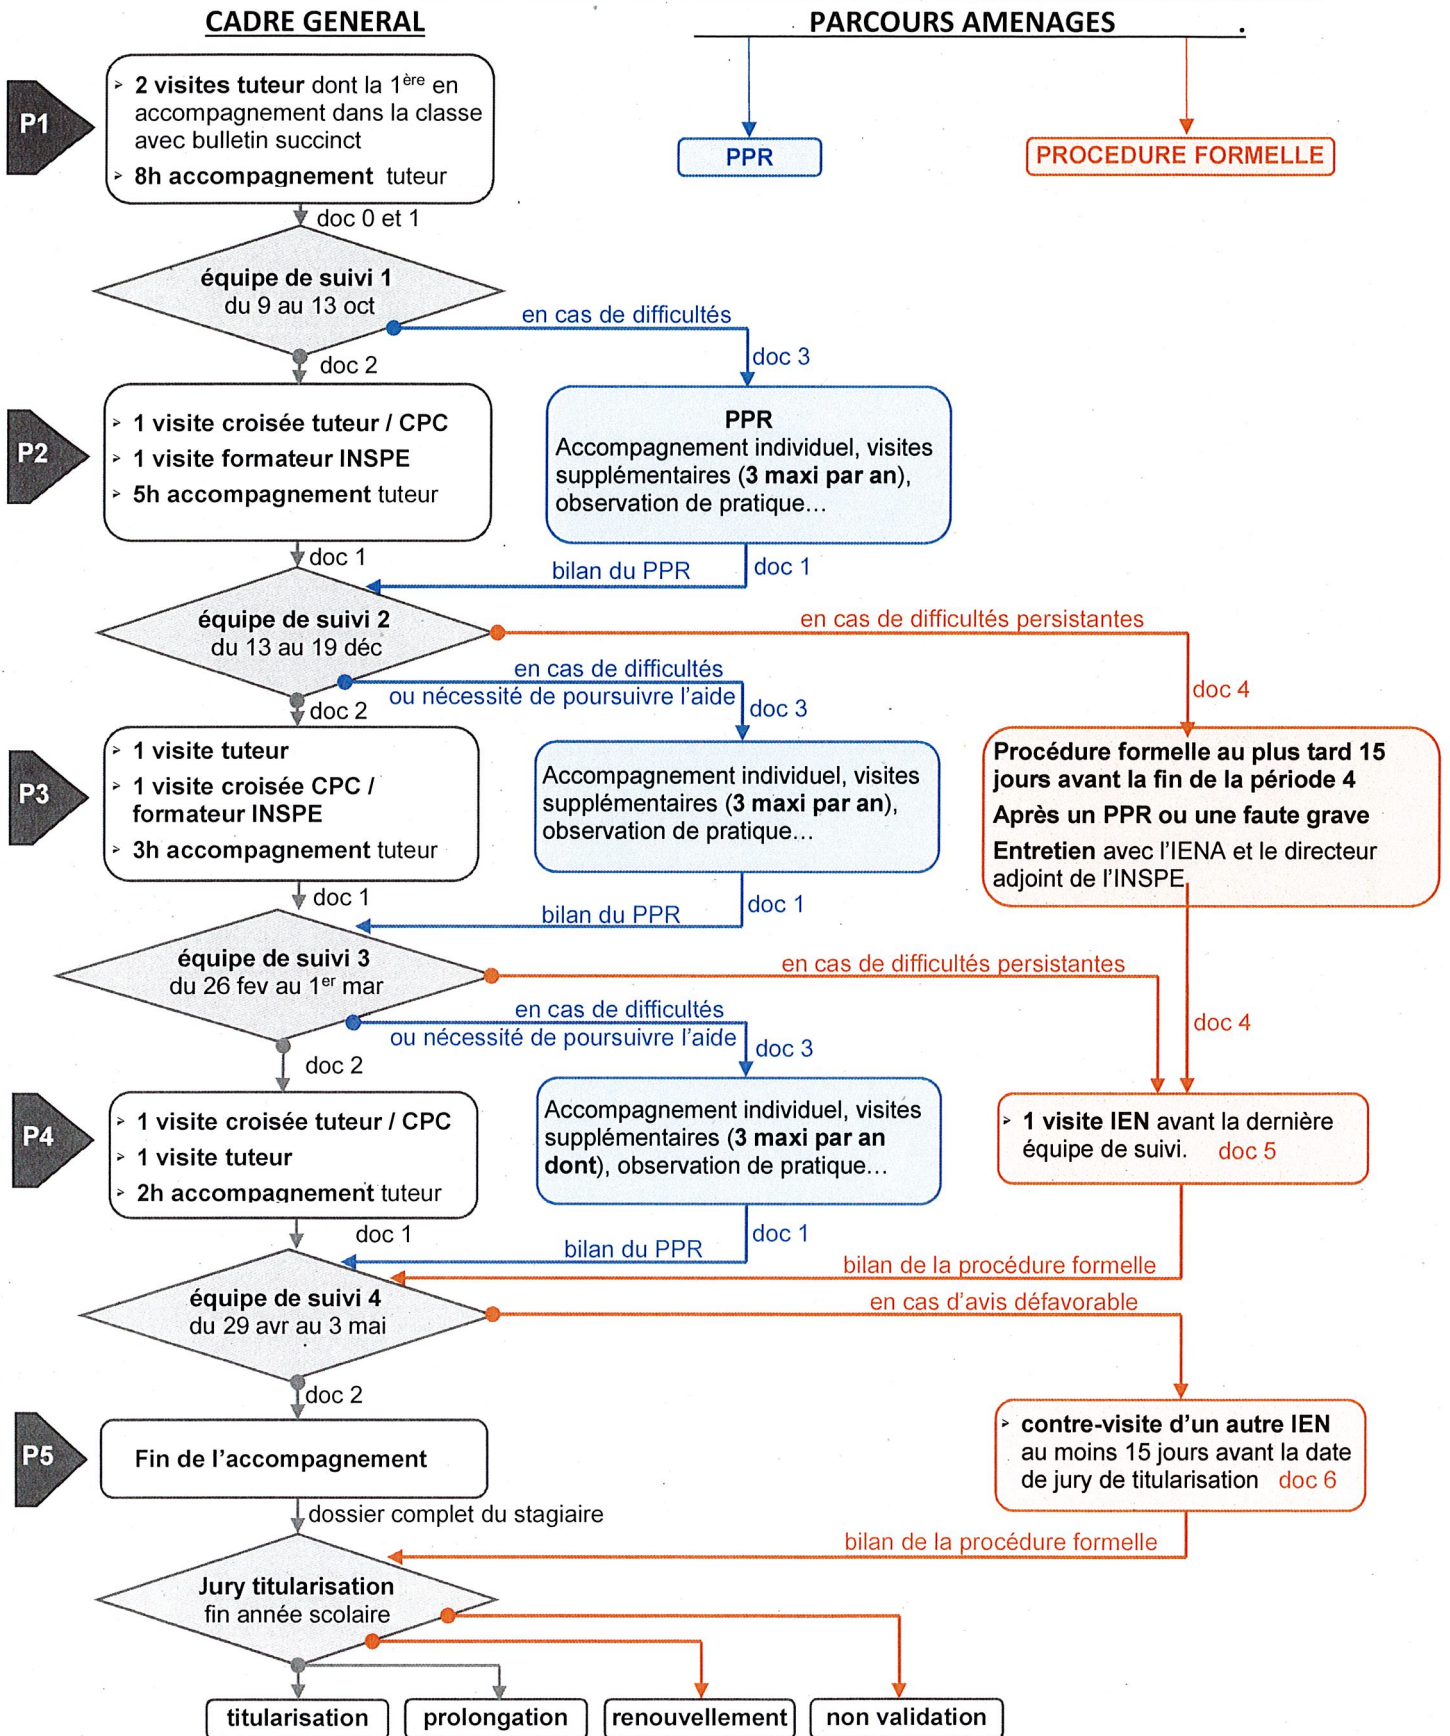 CADRE GENERAL
PARCOURS AMENAGES .
P1
➢ 2 visites tuteur dont la 1ère en
accompagnement dans la classe
avec bulletin succinct
➢ 8h accompagnement tuteur
PPR
PROCEDURE FORMELLE
doc 0 et 1
équipe de suivi 1
du 9 au 13 oct
en cas de difficultés
doc 2
doc 3
P2
➢ 1 visite croisée tuteur / CPC
➢ 1 visite formateur INSPE
➢ 5h accompagnement tuteur
PPR
Accompagnement individuel, visites
supplémentaires (3 maxi par an),
observation de pratique...
doc 1
bilan du PPR
doc 1
équipe de suivi 2
du 13 au 19 déc
en cas de difficultés persistantes
en cas de difficultés
ou nécessité de poursuivre l'aide
doc 2
doc 3
doc 4
P3
➢ 1 visite tuteur
➢ 1 visite croisée CPC /
formateur INSPE
➢ 3h accompagnement tuteur
Accompagnement individuel, visites
supplémentaires (3 maxi par an),
observation de pratique...
Procédure formelle au plus tard 15
jours avant la fin de la période 4
Après un PPR ou une faute grave
Entretien avec l'IENA et le directeur
adjoint de l'INSPE
doc 1
bilan du PPR
doc 1
équipe de suivi 3
du 26 fev au 1er mar
en cas de difficultés persistantes
en cas de difficultés
ou nécessité de poursuivre l'aide
doc 2
doc 3
doc 4
P4
➢ 1 visite croisée tuteur / CPC
➢ 1 visite tuteur
➢ 2h accompagnement tuteur
Accompagnement individuel, visites
supplémentaires (3 maxi par an
dont), observation de pratique...
➢ 1 visite IEN avant la dernière
équipe de suivi. doc 5
doc 1
bilan du PPR
doc 1
bilan de la procédure formelle
équipe de suivi 4
du 29 avr au 3 mai
en cas d'avis défavorable
doc 2
P5
Fin de l'accompagnement
➢ contre-visite d'un autre IEN
au moins 15 jours avant la date
de jury de titularisation doc 6
dossier complet du stagiaire
bilan de la procédure formelle
Jury titularisation
fin année scolaire
titularisation
prolongation
renouvellement
non validation